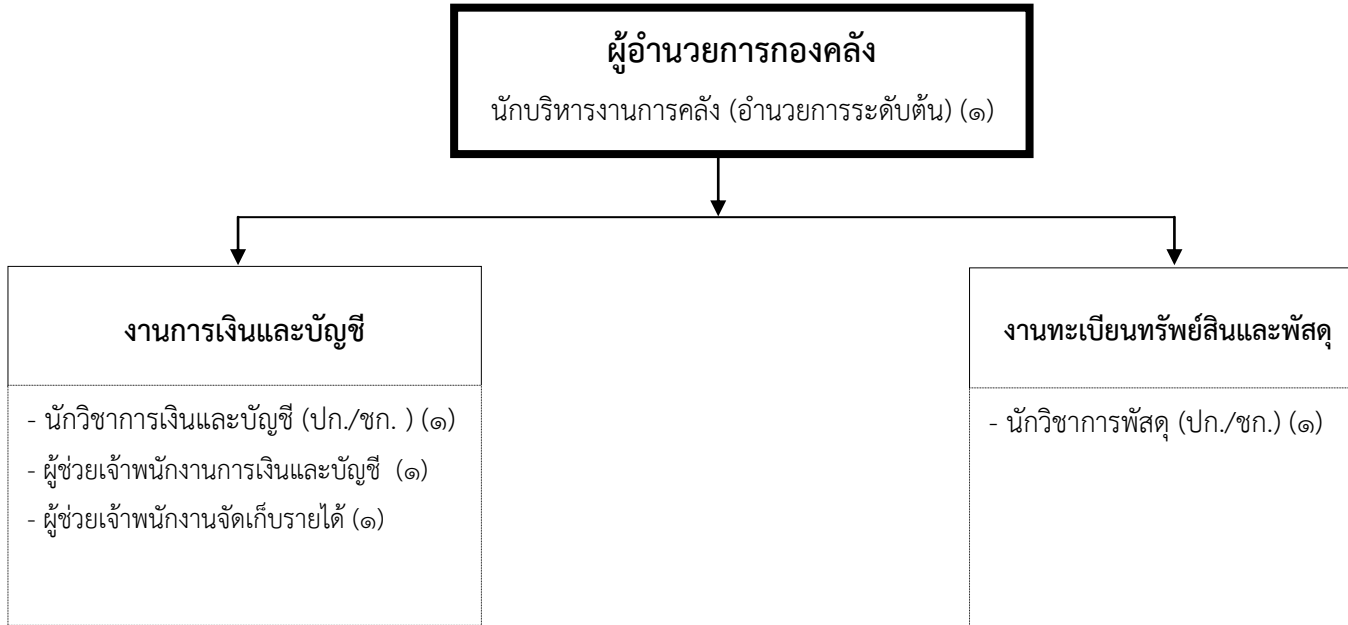 ผู้อำนวยการกองคลัง
นักบริหารงานการคลัง (อำนวยการระดับต้น) (๑)
งานการเงินและบัญชี
- นักวิชาการเงินและบัญชี (ปก./ชก. ) (๑)
- ผู้ช่วยเจ้าพนักงานการเงินและบัญชี (๑)
- ผู้ช่วยเจ้าพนักงานจัดเก็บรายได้ (๑)
งานทะเบียนทรัพย์สินและพัสดุ
- นักวิชาการพัสดุ (ปก./ชก.) (๑)